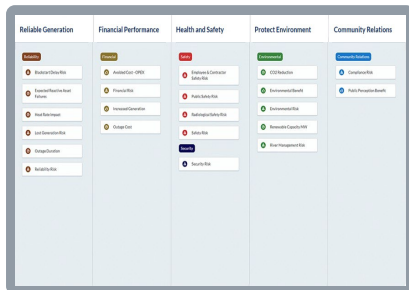 Reliable Generation
Financial Performance
Health and Safety
Protect Environment
Community Relations
Reliability
Blackstart Delay Risk
Expected Reactive Asset
Failures
Heat Rate Impact
Lost Generation Risk
Outage Duration
Reliability Risk
Financial
Avoided Cost - OPEX
Financial Risk
Increased Generation
Outage Cost
Safety
Employee & Contractor
Safety Risk
Public Safety Risk
Radiological Safety Risk
Safety Risk
Security
Security Risk
Environmental
CO2 Reduction
Environmental Benefit
Environmental Risk
Renewable Capacity MW
River Management Risk
Community Relations
Compliance Risk
Public Perception Benefit